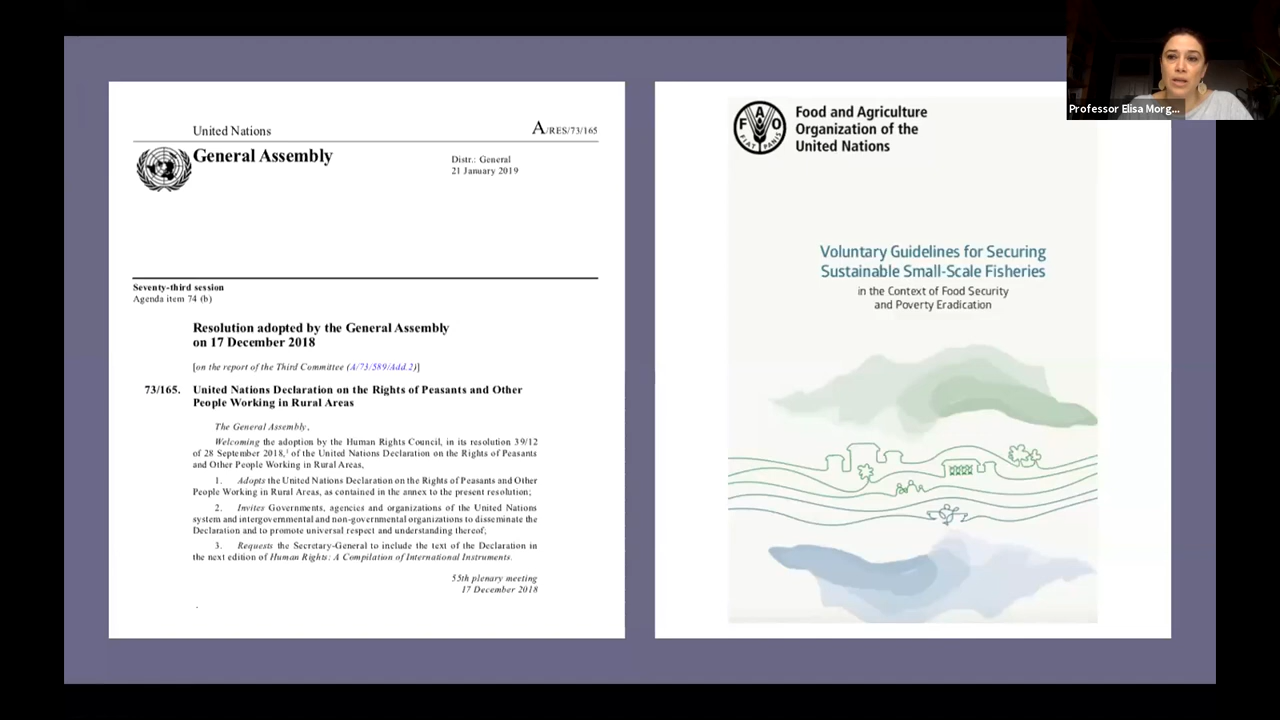 United Nations
A/RES/73/165
General Assembly
Distr.: General
21 January 2019
Seventy-third session
Agenda item 74 (b)
Resolution adopted by the General Assembly
on 17 December 2018
[on the report of the Third Committee (A/73/589/Add.2)]
73/165. United Nations Declaration on the Rights of Peasants and Other
People Working in Rural Areas
The General Assembly,
Welcoming the adoption by the Human Rights Council, in its resolution 39/12
of 28 September 2018,¹ of the United Nations Declaration on the Rights of Peasants
and Other People Working in Rural Areas,
1. Adopts the United Nations Declaration on the Rights of Peasants and Other
People Working in Rural Areas, as contained in the annex to the present resolution;
2. Invites Governments, agencies and organizations of the United Nations
system and intergovernmental and non-governmental organizations to disseminate the
Declaration and to promote universal respect and understanding thereof;
3. Requests the Secretary-General to include the text of the Declaration in
the next edition of Human Rights: A Compilation of International Instruments.
55th plenary meeting
17 December 2018
F A O
FIAT PANIS
Food and Agriculture
Organization of the
United Nations
Voluntary Guidelines for Securing
Sustainable Small-Scale Fisheries
in the Context of Food Security
and Poverty Eradication
Professor Elisa Morg...